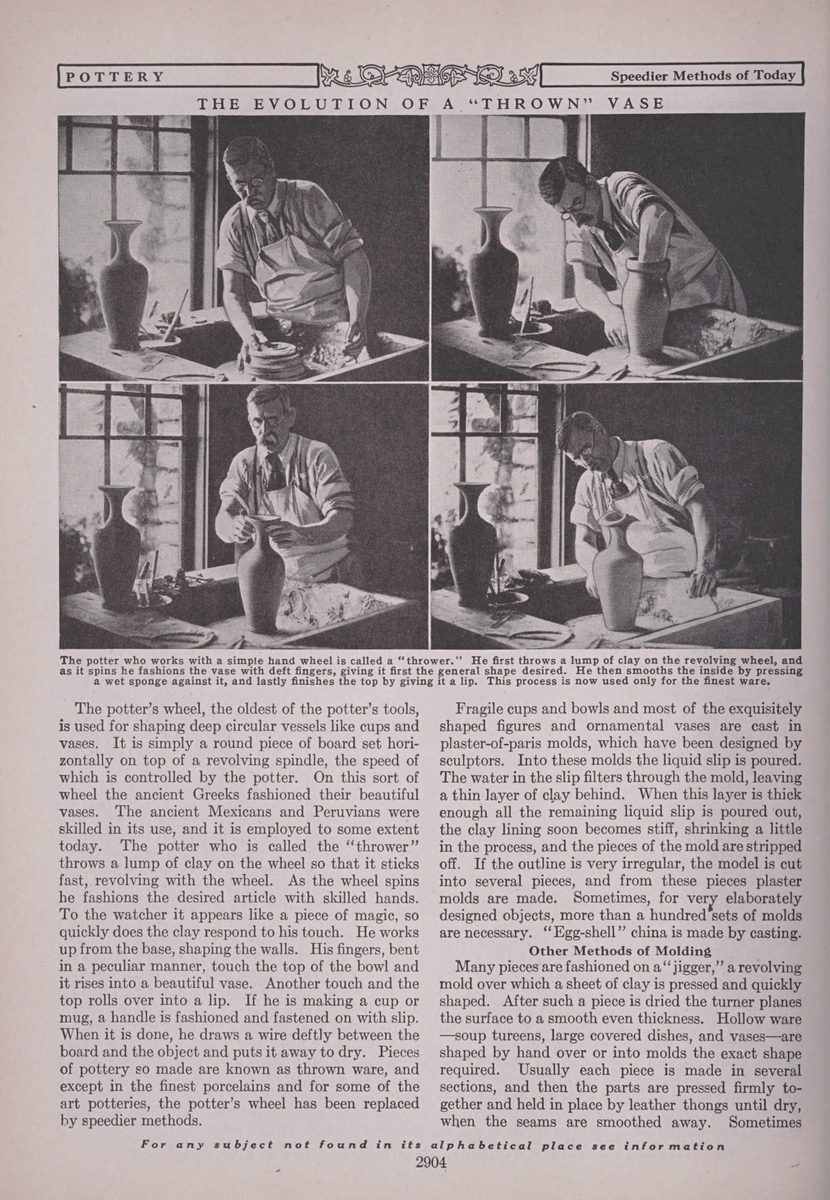 POTTERY
Speedier Methods of Today
THE EVOLUTION OF A "THROWN" VASE
The potter who works with a simple hand wheel is called a "thrower." He first throws a lump of clay on the revolving wheel, and
as it spins he fashions the vase with deft fingers, giving it first the general shape desired. He then smooths the inside by pressing
a wet sponge against it, and lastly finishes the top by giving it a lip. This process is now used only for the finest ware.
The potter's wheel, the oldest of the potter's tools,
is used for shaping deep circular vessels like cups and
vases. It is simply a round piece of board set hori-
zontally on top of a revolving spindle, the speed of
which is controlled by the potter. On this sort of
wheel the ancient Greeks fashioned their beautiful
vases. The ancient Mexicans and Peruvians were
skilled in its use, and it is employed to some extent
today. The potter who is called the "thrower"
throws a lump of clay on the wheel so that it sticks
fast, revolving with the wheel. As the wheel spins
he fashions the desired article with skilled hands.
To the watcher it appears like a piece of magic, so
quickly does the clay respond to his touch. He works
up from the base, shaping the walls. His fingers, bent
in a peculiar manner, touch the top of the bowl and
it rises into a beautiful vase. Another touch and the
top rolls over into a lip. If he is making a cup or
mug, a handle is fashioned and fastened on with slip.
When it is done, he draws a wire deftly between the
board and the object and puts it away to dry. Pieces
of pottery so made are known as thrown ware, and
except in the finest porcelains and for some of the
art potteries, the potter's wheel has been replaced
by speedier methods.
Fragile cups and bowls and most of the exquisitely
shaped figures and ornamental vases are cast in
plaster-of-paris molds, which have been designed by
sculptors. Into these molds the liquid slip is poured.
The water in the slip filters through the mold, leaving
a thin layer of clay behind. When this layer is thick
enough all the remaining liquid slip is poured out,
the clay lining soon becomes stiff, shrinking a little
in the process, and the pieces of the mold are stripped
off. If the outline is very irregular, the model is cut
into several pieces, and from these pieces plaster
molds are made. Sometimes, for very elaborately
designed objects, more than a hundred sets of molds
are necessary. "Egg-shell" china is made by casting.
Other Methods of Molding
Many pieces are fashioned on a "jigger," a revolving
mold over which a sheet of clay is pressed and quickly
shaped. After such a piece is dried the turner planes
the surface to a smooth even thickness. Hollow ware
—soup tureens, large covered dishes, and vases—are
shaped by hand over or into molds the exact shape
required. Usually each piece is made in several
sections, and then the parts are pressed firmly to-
gether and held in place by leather thongs until dry,
when the seams are smoothed away. Sometimes
For any subject not found in its alphabetical place see information
2904